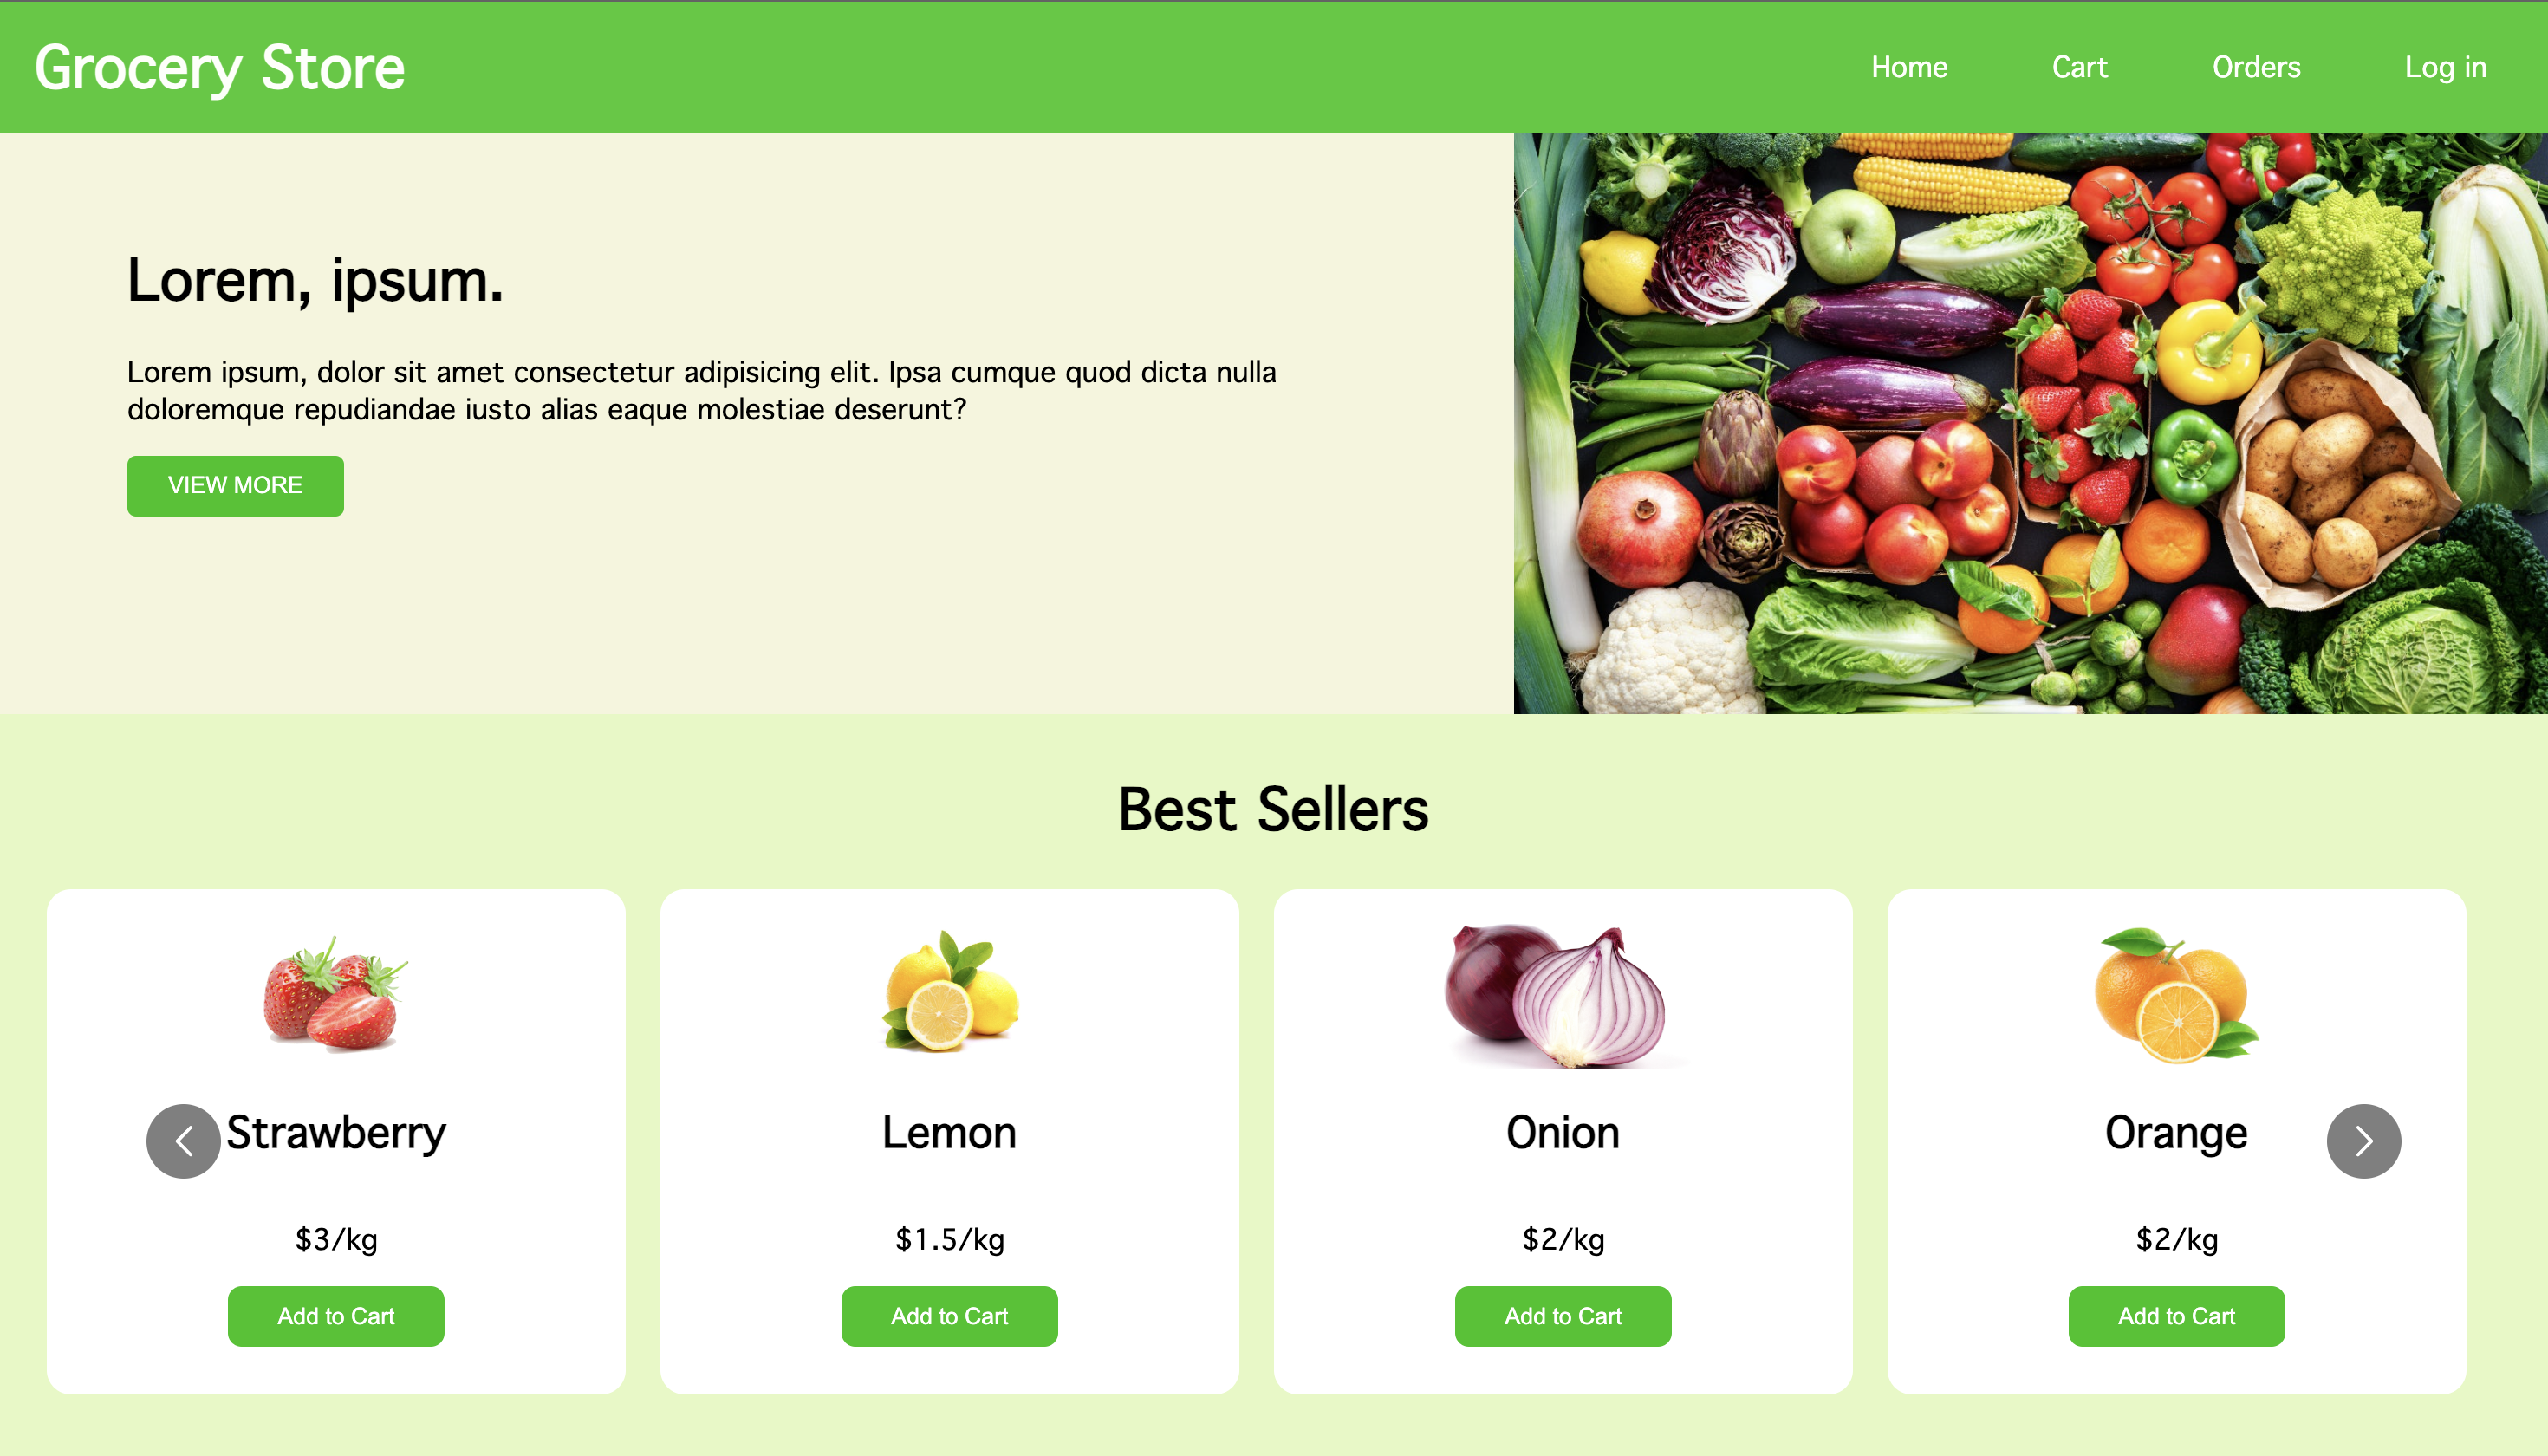 Grocery Store
Home Cart Orders Log in
Lorem, ipsum.
Lorem ipsum, dolor sit amet consectetur adipisicing elit. Ipsa cumque quod dicta nulla
doloremque repudiandae iusto alias eaque molestiae deserunt?
VIEW MORE
Best Sellers
Strawberry
$3/kg
Add to Cart
Lemon
$1.5/kg
Add to Cart
Onion
$2/kg
Add to Cart
Orange
$2/kg
Add to Cart